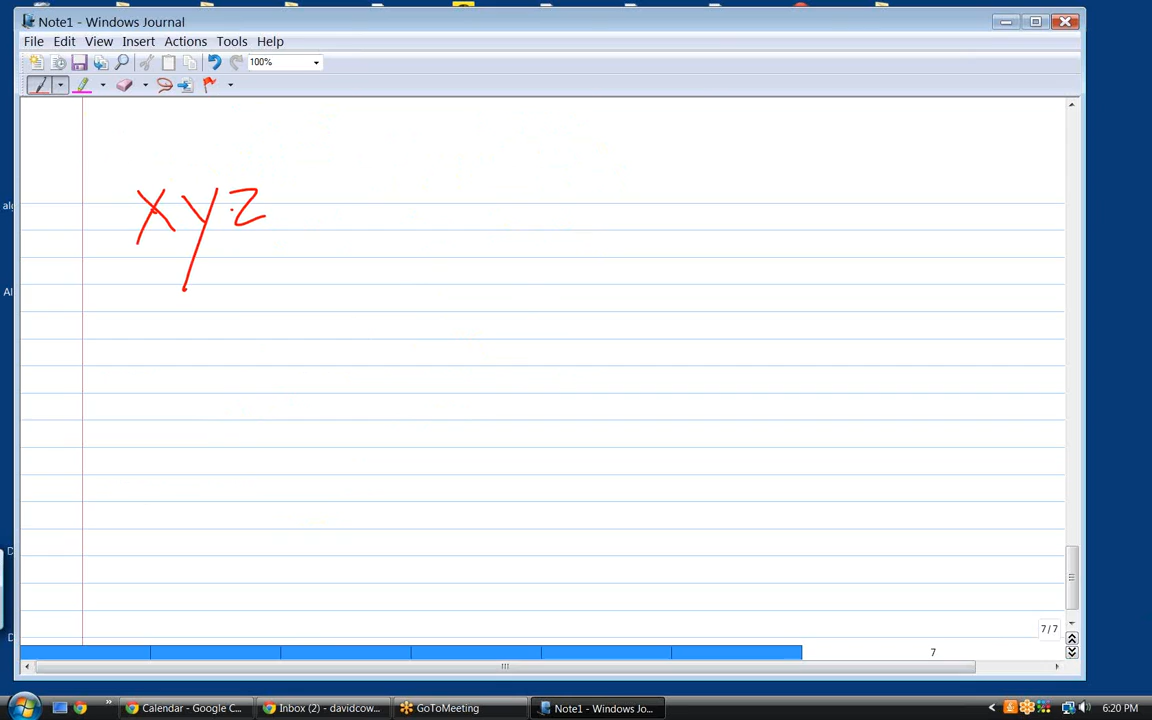 Note1 - Windows Journal
File Edit View Insert Actions Tools Help
100%
xyz
7/7
7
Calendar - Google C...
Inbox (2) - davidcow...
GoToMeeting
Note1 - Windows Jo...
6:20 PM